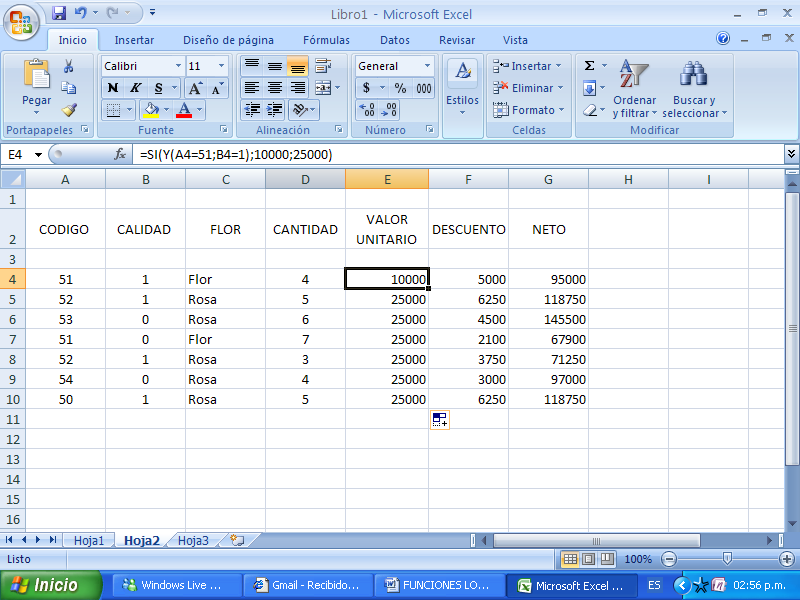 Libro1 - Microsoft Excel
Inicio Insertar Diseño de página Fórmulas Datos Revisar Vista
Pegar
Portapapeles
Calibri 11
N K S A A
A
Fuente
Alineación
General
$ % 000
Número
A
Estilos
Insertar
Eliminar
Formato
Celdas
Σ
Ordenar y filtrar
Buscar y seleccionar
Modificar
E4 fx =SI(Y(A4=51;B4=1);10000;25000)
A B C D E F G H I
1
2 CODIGO CALIDAD FLOR CANTIDAD VALOR UNITARIO DESCUENTO NETO
3
4 51 1 Flor 4 10000 5000 95000
5 52 1 Rosa 5 25000 6250 118750
6 53 0 Rosa 6 25000 4500 145500
7 51 0 Flor 7 25000 2100 67900
8 52 1 Rosa 3 25000 3750 71250
9 54 0 Rosa 4 25000 3000 97000
10 50 1 Rosa 5 25000 6250 118750
11
12
13
14
15
16
Hoja1 Hoja2 Hoja3
Listo 100%
Inicio Windows Live ... Gmail - Recibido... FUNCIONES LO... Microsoft Excel ... ES 02:56 p.m.